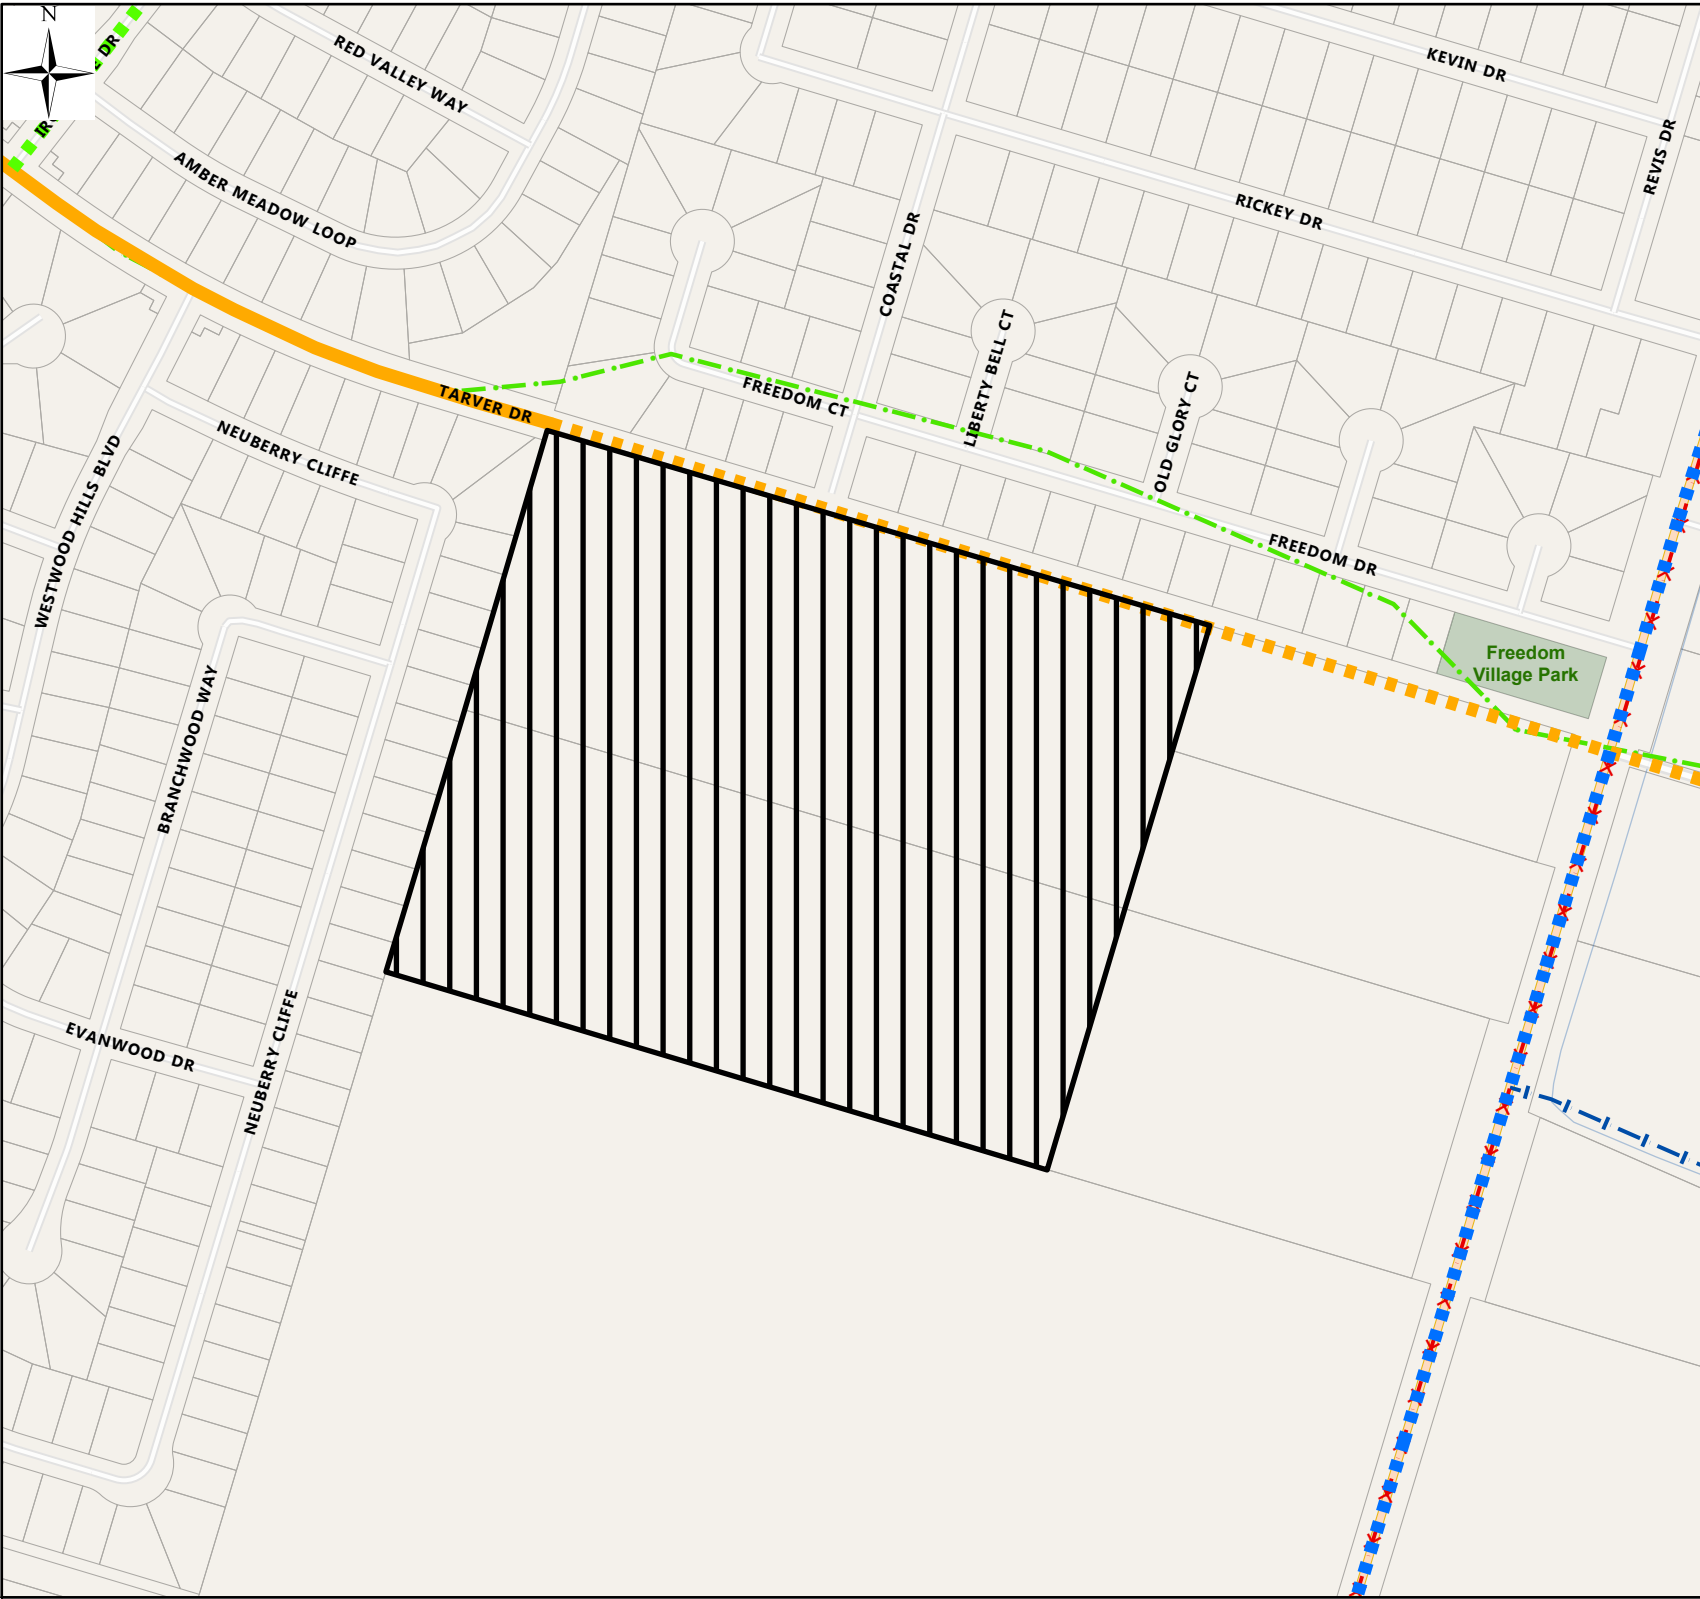 N
DR
RED VALLEY WAY
KEVIN DR
AMBER MEADOW LOOP
REVIS DR
RICKEY DR
COASTAL DR
LIBERTY BELL CT
OLD GLORY CT
FREEDOM CT
TARVER DR
NEUBERRY CLIFFE
WESTWOOD HILLS BLVD
FREEDOM DR
Freedom
Village Park
BRANCHWOOD WAY
EVANWOOD DR
NEUBERRY CLIFFE